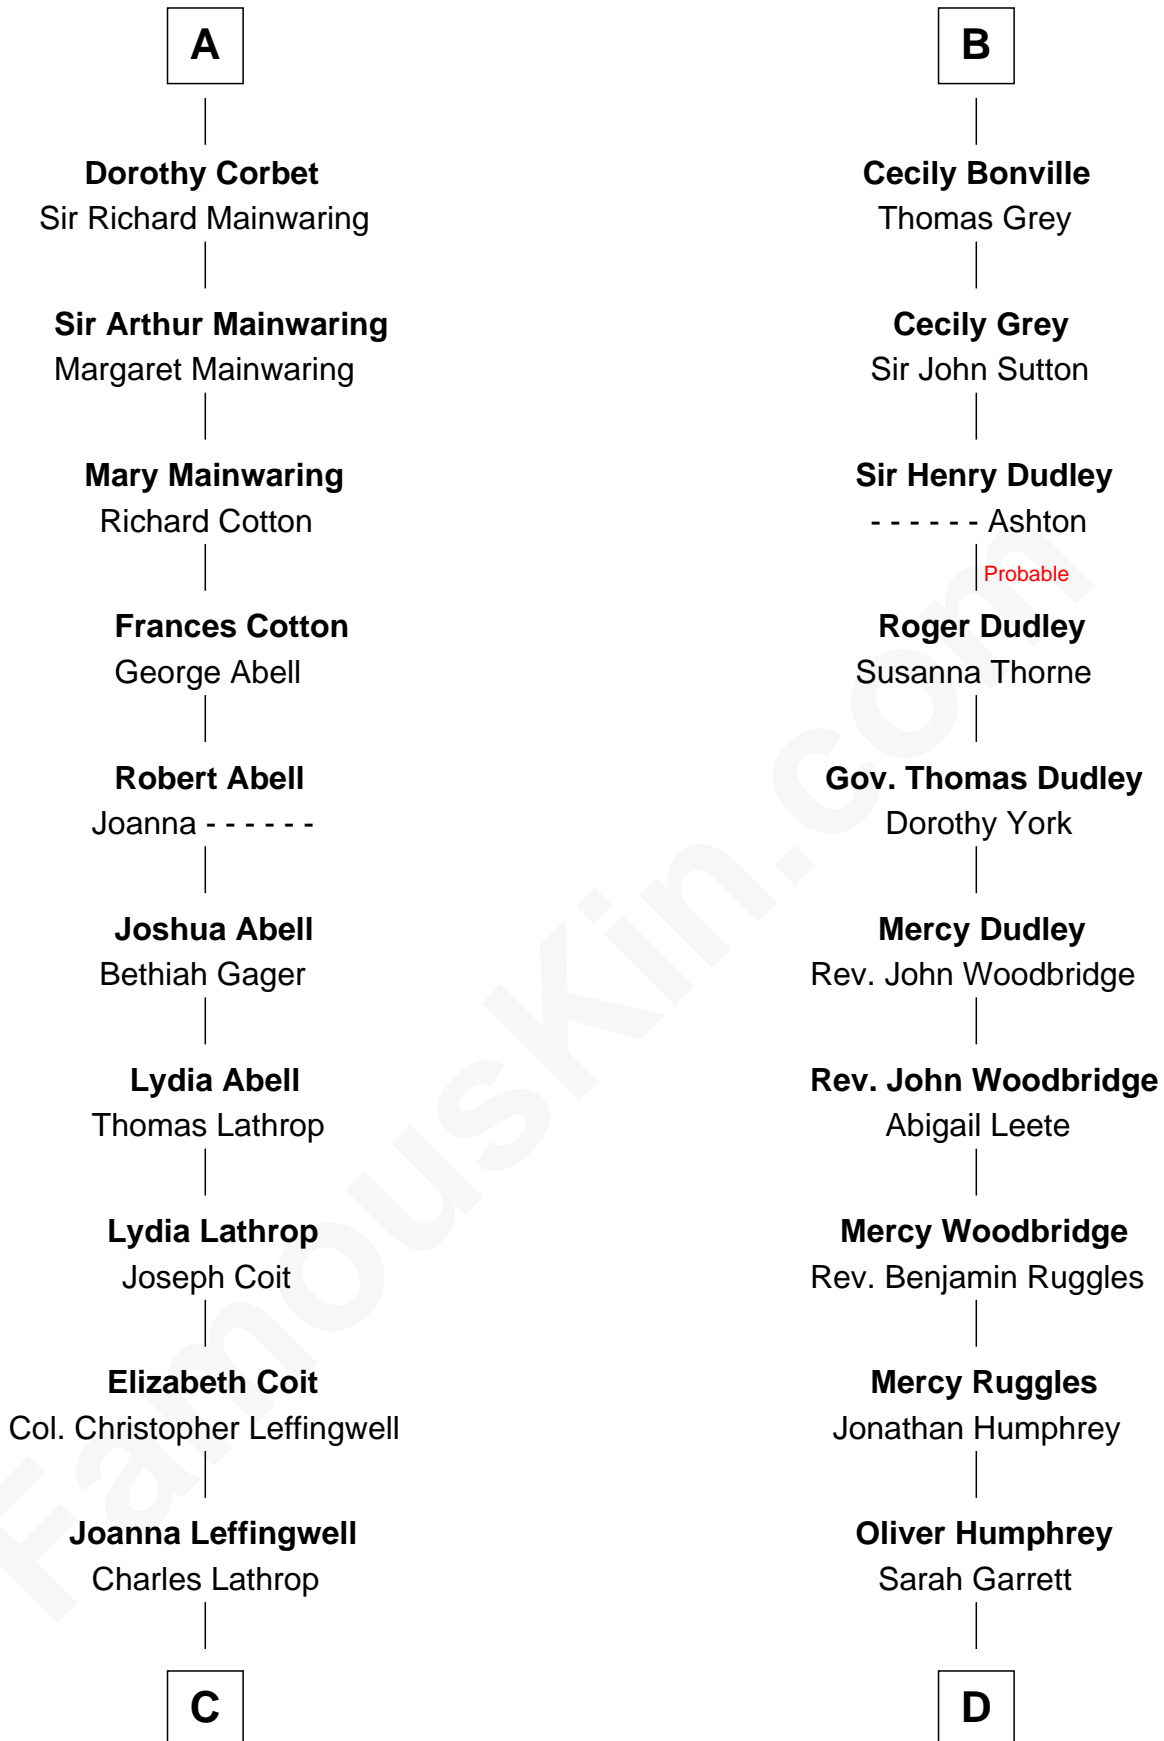 A
Dorothy Corbet
Sir Richard Mainwaring
Sir Arthur Mainwaring
Margaret Mainwaring
Mary Mainwaring
Richard Cotton
Frances Cotton
George Abell
Robert Abell
Joanna - - - - - -
Joshua Abell
Bethiah Gager
Lydia Abell
Thomas Lathrop
Lydia Lathrop
Joseph Coit
Elizabeth Coit
Col. Christopher Leffingwell
Joanna Leffingwell
Charles Lathrop
C
B
Cecily Bonville
Thomas Grey
Cecily Grey
Sir John Sutton
Sir Henry Dudley
- - - - - - Ashton
Probable
Roger Dudley
Susanna Thorne
Gov. Thomas Dudley
Dorothy York
Mercy Dudley
Rev. John Woodbridge
Rev. John Woodbridge
Abigail Leete
Mercy Woodbridge
Rev. Benjamin Ruggles
Mercy Ruggles
Jonathan Humphrey
Oliver Humphrey
Sarah Garrett
D
FamousKin.com